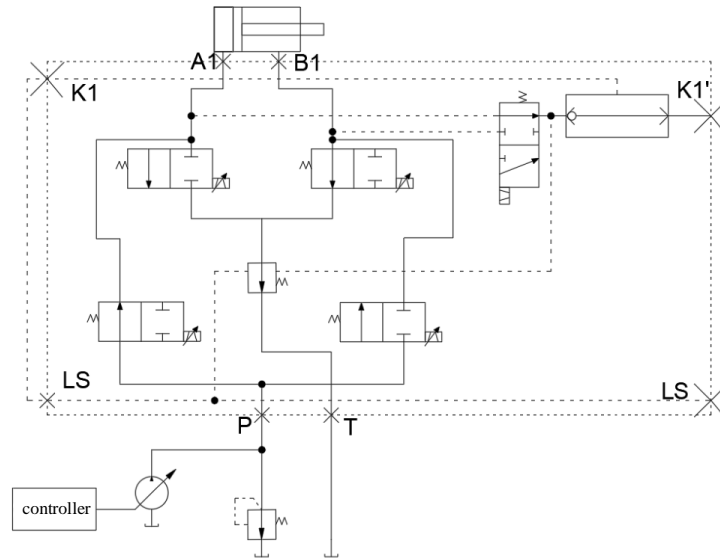 A1
B1
K1
K1'
LS
LS
P
T
controller